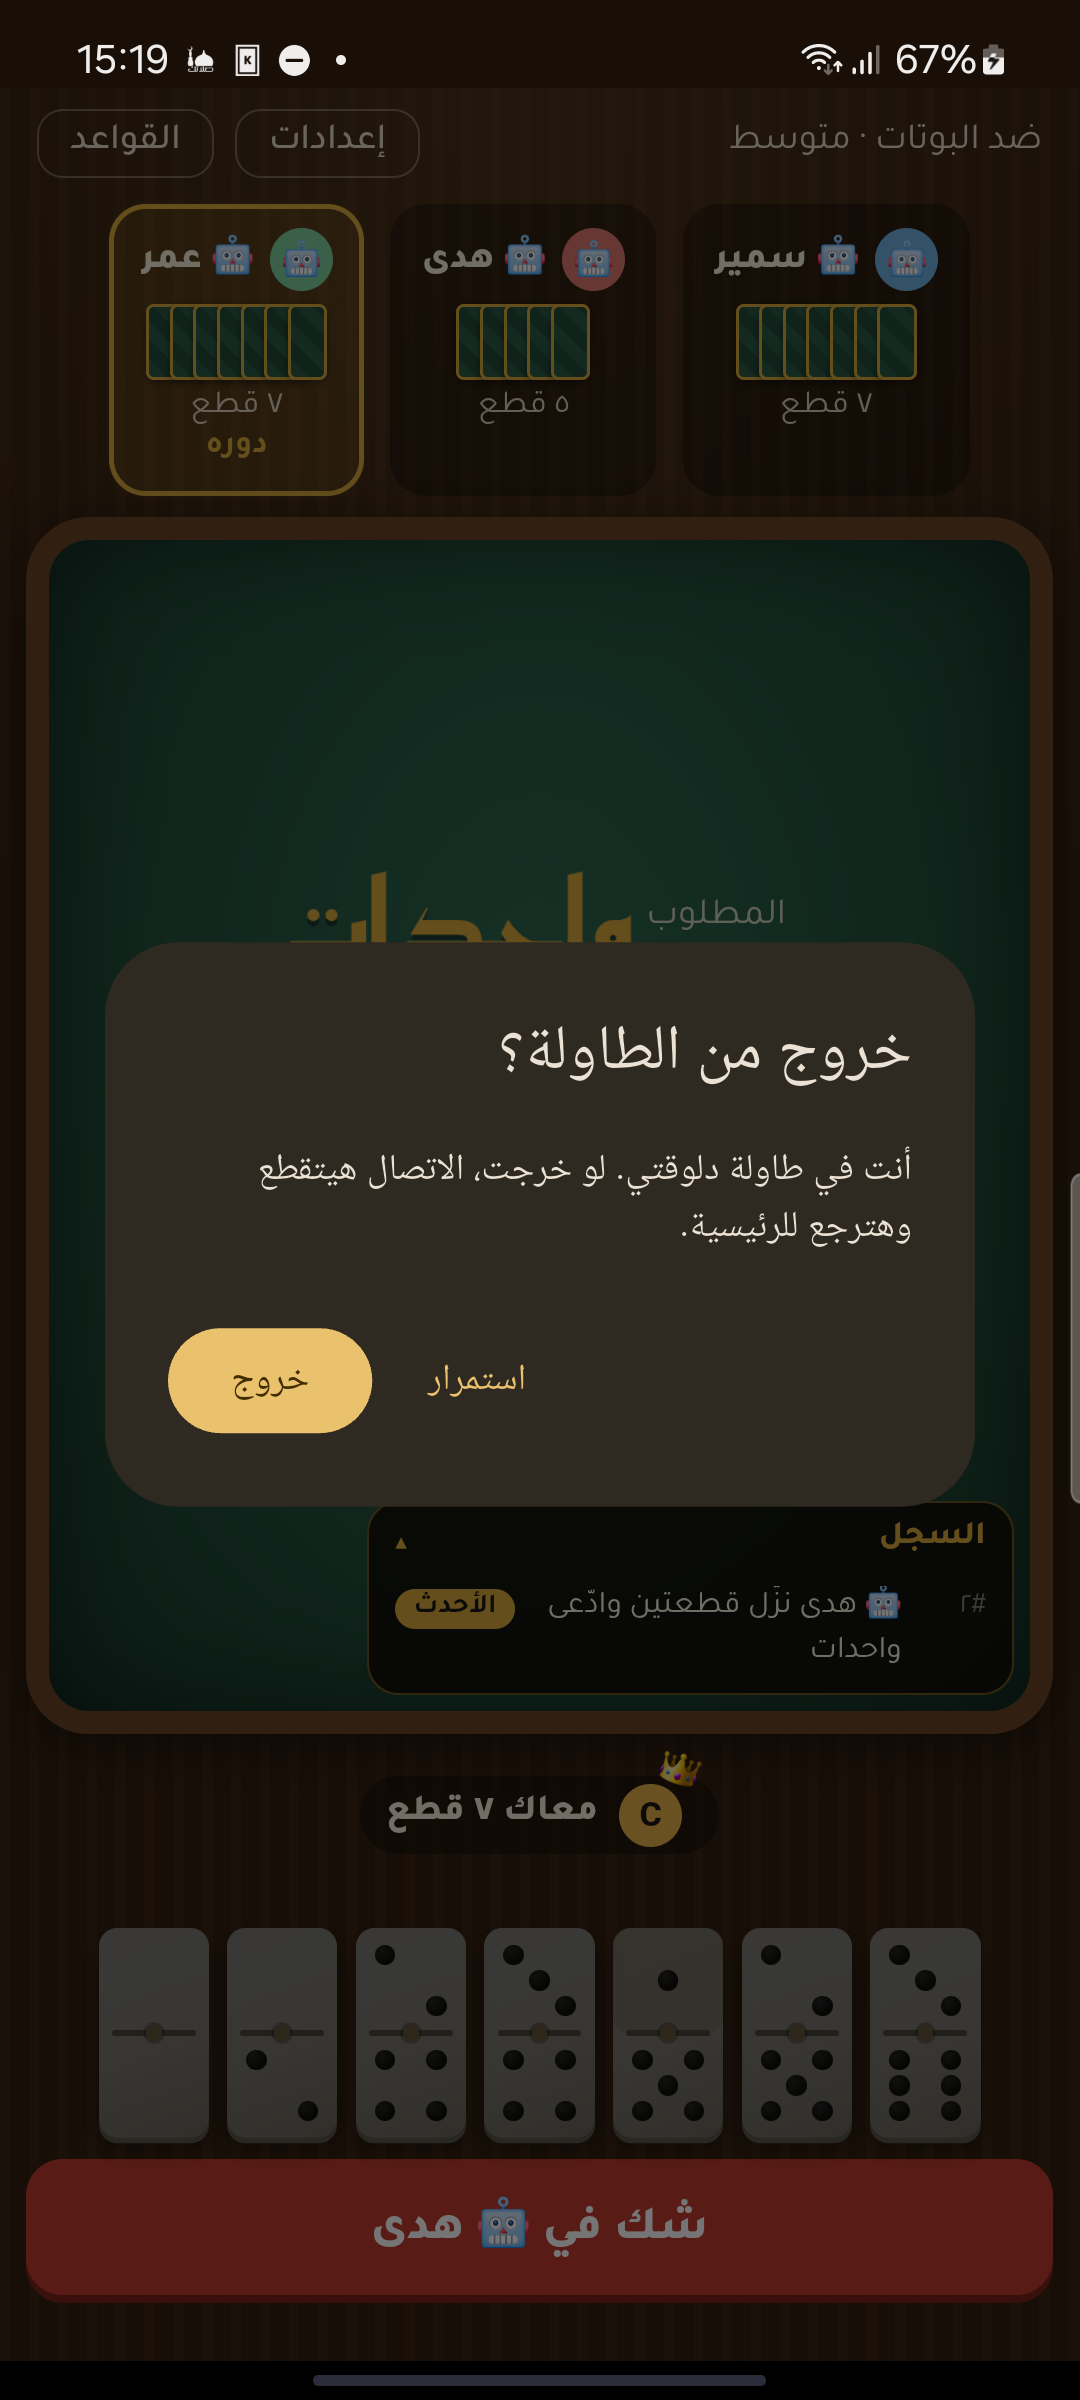 15:19
67%
ضد البوتات · متوسط
إعدادات
القواعد
سمير
٧ قطع
هدى
٥ قطع
عمر
٧ قطع
دوره
المطلوب
واحدات
خروج من الطاولة؟
أنت في طاولة دلوقتي. لو خرجت، الاتصال هيتقطع
وهترجع للرئيسية.
استمرار
خروج
السجل
#٢
هدى نزّل قطعتين وادّعى
واحدات
الأحدث
C
معاك ٧ قطع
شك في هدى